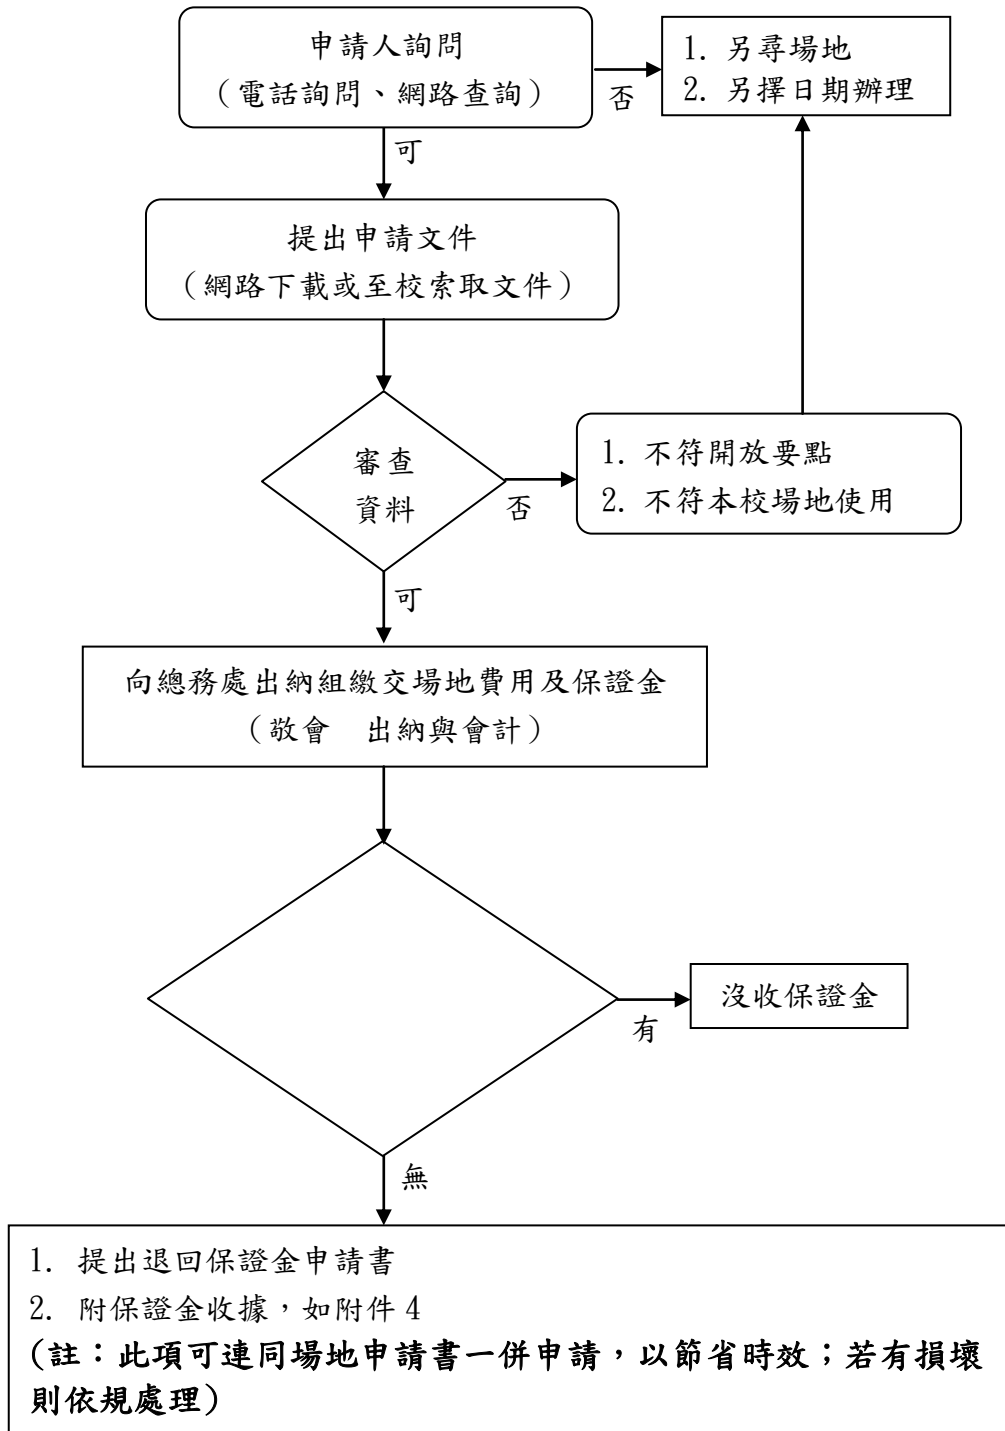 申請人詢問
（電話詢問、網路查詢）
否
1. 另尋場地
2. 另擇日期辦理
可
提出申請文件
（網路下載或至校索取文件）
審查
資料
否
1. 不符開放要點
2. 不符本校場地使用
可
向總務處出納組繳交場地費用及保證金
（敬會　出納與會計）
有
沒收保證金
無
1. 提出退回保證金申請書
2. 附保證金收據，如附件 4
(註：此項可連同場地申請書一併申請，以節省時效；若有損壞
則依規處理)